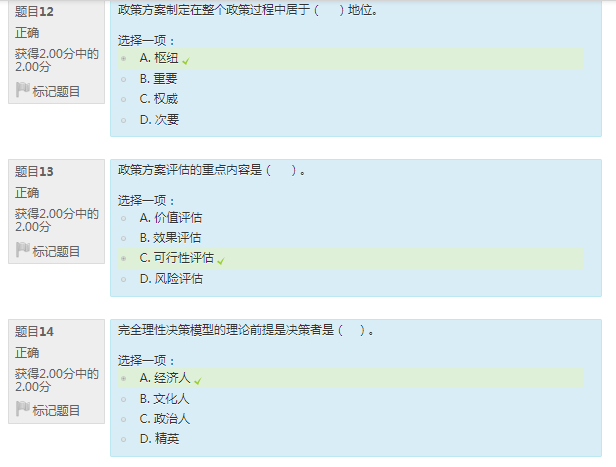 题目12
正确
获得2.00分中的
2.00分
标记题目
政策方案制定在整个政策过程中居于（ ）地位。
选择一项：
A. 枢纽
B. 重要
C. 权威
D. 次要
题目13
正确
获得2.00分中的
2.00分
标记题目
政策方案评估的重点内容是（ ）。
选择一项：
A. 价值评估
B. 效果评估
C. 可行性评估
D. 风险评估
题目14
正确
获得2.00分中的
2.00分
标记题目
完全理性决策模型的理论前提是决策者是（ ）。
选择一项：
A. 经济人
B. 文化人
C. 政治人
D. 精英